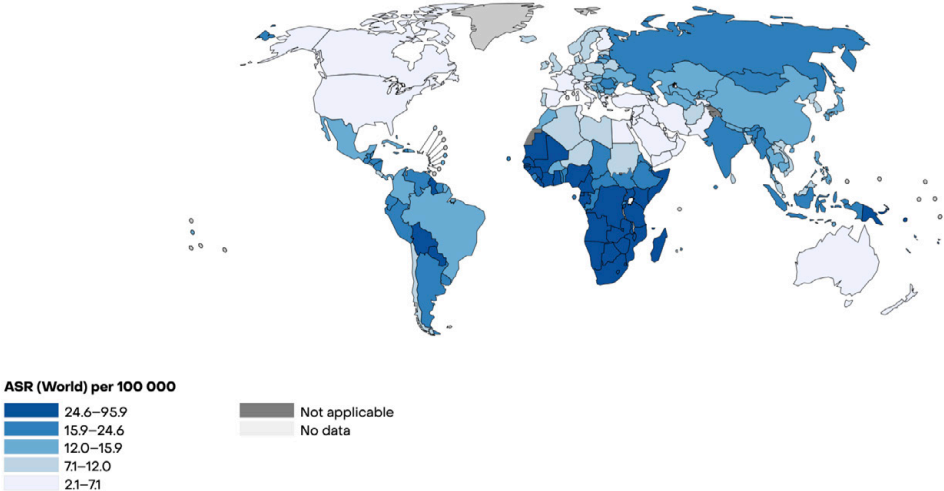 ASR (World) per 100 000
24.6–95.9
15.9–24.6
12.0–15.9
7.1–12.0
2.1–7.1
Not applicable
No data